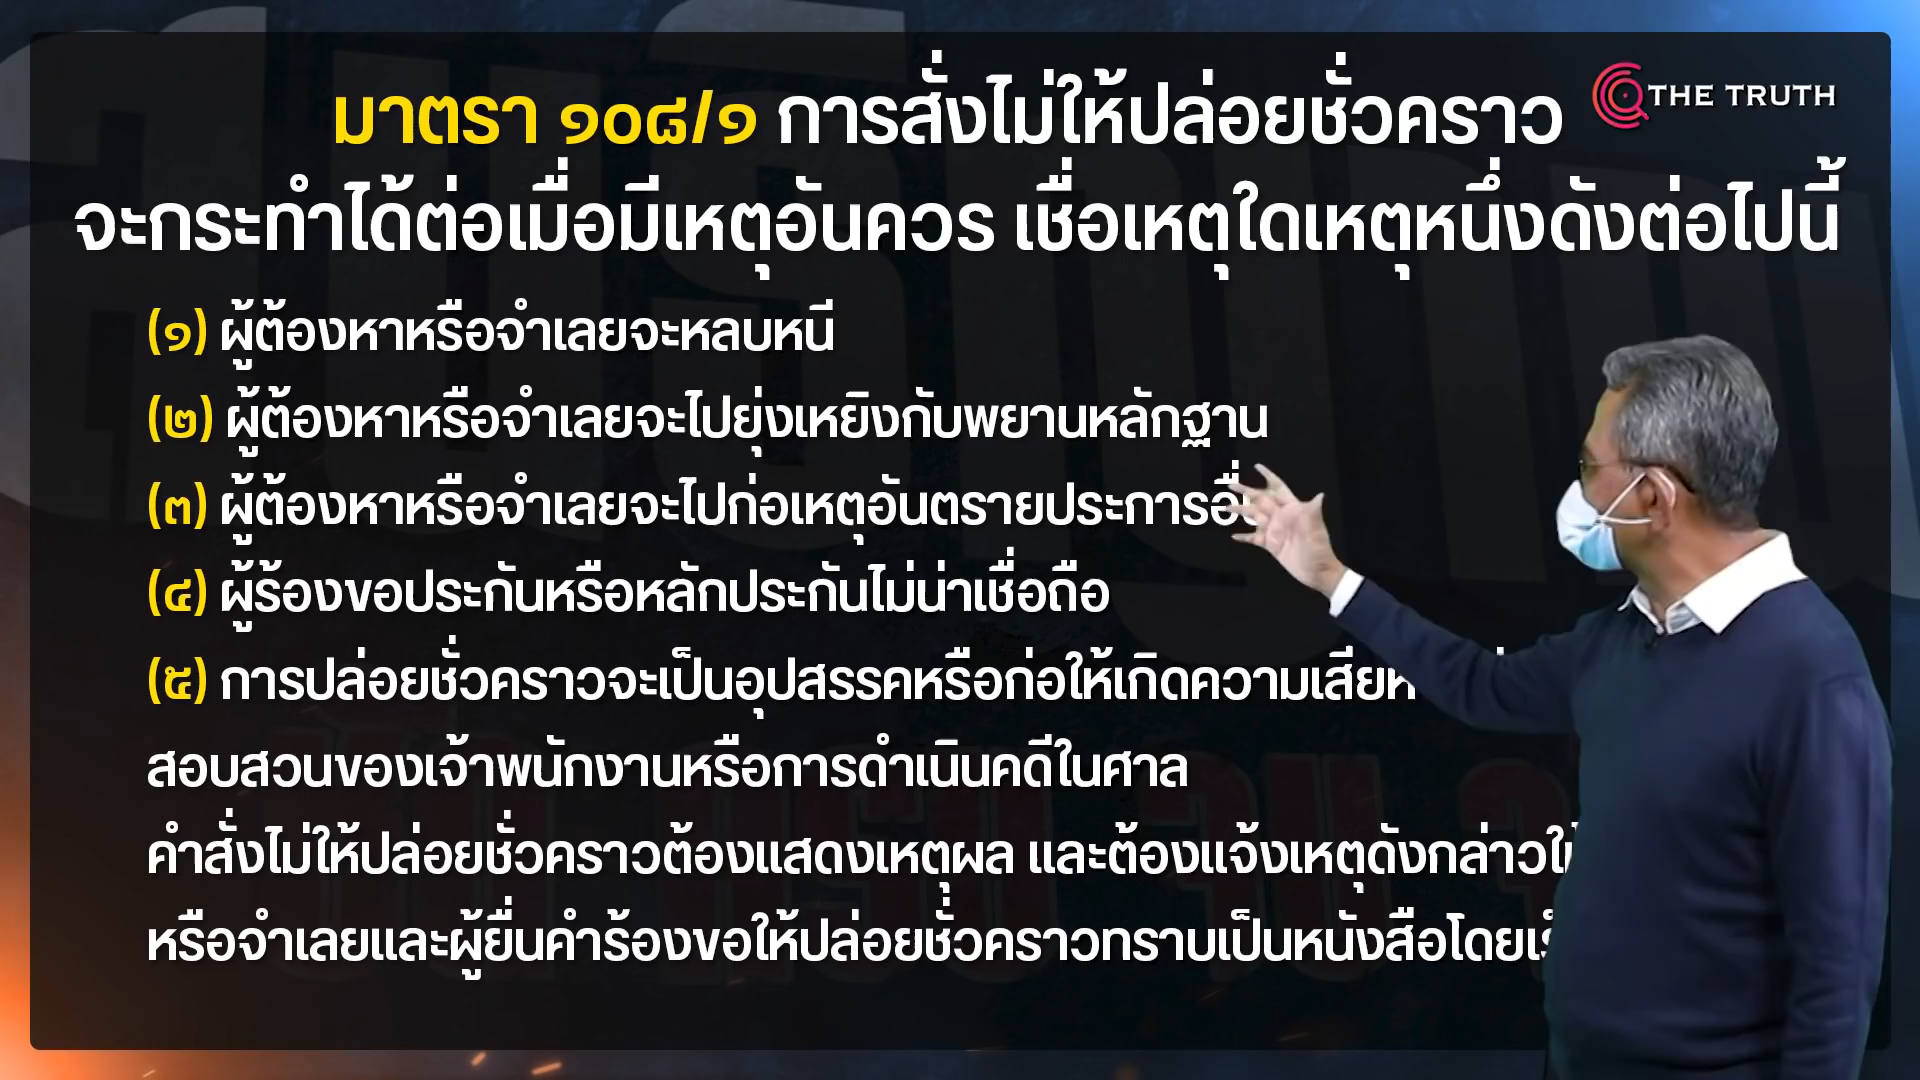 มาตรา ๑๐๘/๑ การสั่งไม่ให้ปล่อยชั่วคราว
THE TRUTH
จะกระทำได้ต่อเมื่อมีเหตุอันควร เชื่อเหตุใดเหตุหนึ่งดังต่อไปนี้
(๑) ผู้ต้องหาหรือจำเลยจะหลบหนี
(๒) ผู้ต้องหาหรือจำเลยจะไปยุ่งเหยิงกับพยานหลักฐาน
(๓) ผู้ต้องหาหรือจำเลยจะไปก่อเหตุอันตรายประการ
(๔) ผู้ร้องขอประกันหรือหลักประกันไม่น่าเชื่อถือ
(๕) การปล่อยชั่วคราวจะเป็นอุปสรรคหรือก่อให้เกิดความ
สอบสวนของเจ้าพนักงานหรือการดำเนินคดีในศาล
คำสั่งไม่ให้ปล่อยชั่วคราวต้องแสดงเหตุผล และต้องแจ้งเหตุดังกล่าว
หรือจำเลยและผู้ยื่นคำร้องขอให้ปล่อยชั่วคราวทราบเป็นหนังสือโดย